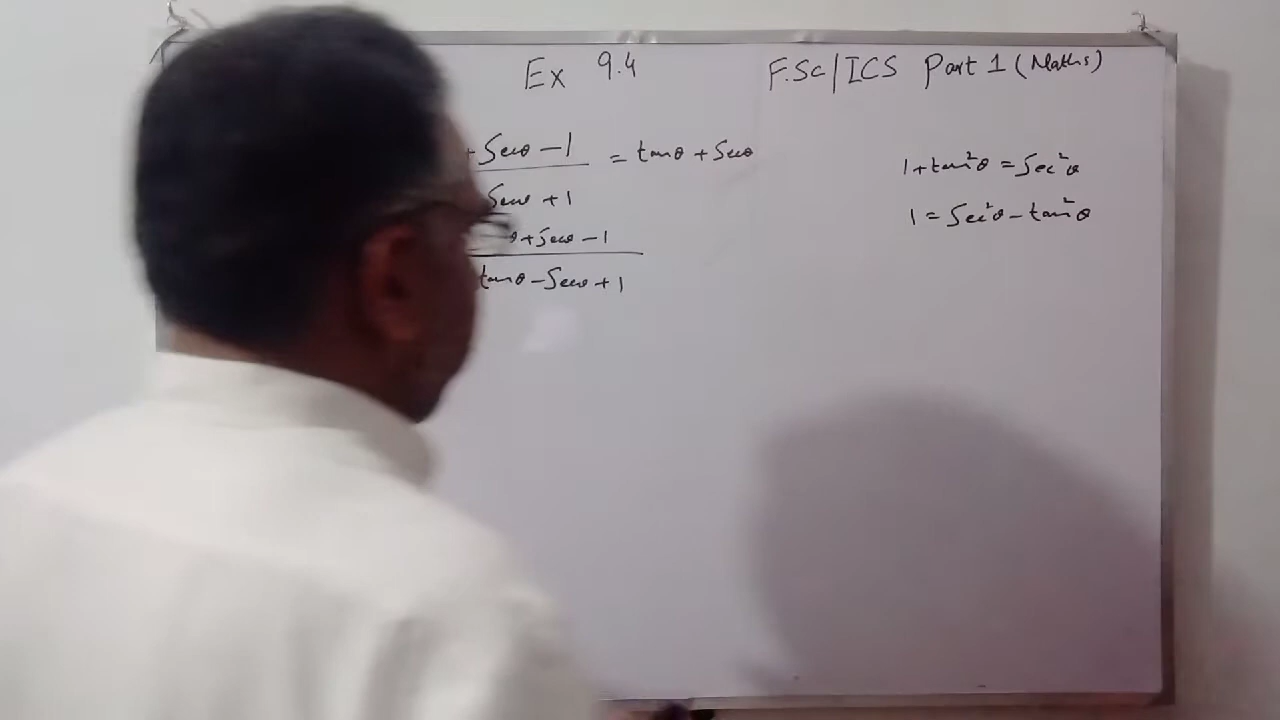 Ex 9.4 F.Sc/ICS Part 1 (Maths)
+ Secθ - 1 = tanθ + Secθ
Secθ + 1
θ + Secθ - 1
tanθ - Secθ + 1
1 + tan²θ = Sec²θ
1 = Sec²θ - tan²θ